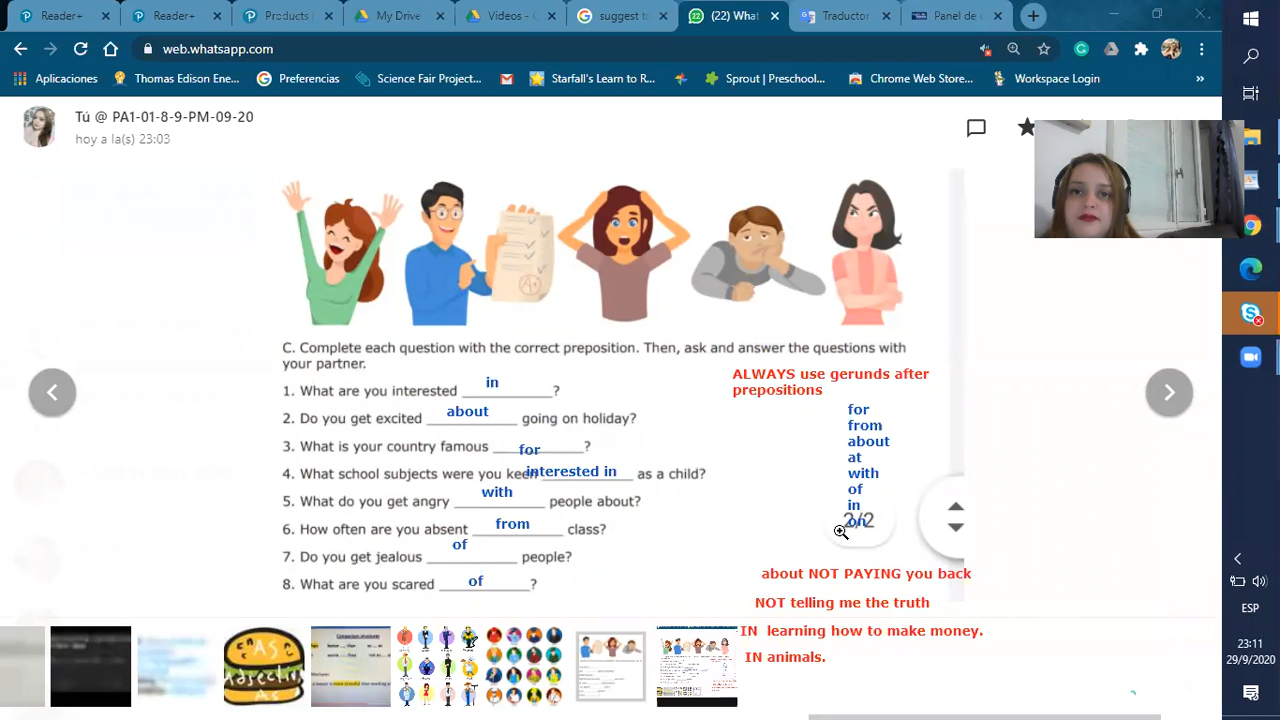 Reader+
Reader+
Products
My Drive
Videos - G
suggest tu
(22) What
Traductor
Panel de c
web.whatsapp.com
Aplicaciones
Thomas Edison Ene...
Preferencias
Science Fair Project...
Starfall's Learn to R...
Sprout | Preschool...
Chrome Web Store...
Workspace Login
»
Tú @ PA1-01-8-9-PM-09-20
hoy a la(s) 23:03
A+
C. Complete each question with the correct preposition. Then, ask and answer the questions with
your partner.
1. What are you interested in?
2. Do you get excited about going on holiday?
3. What is your country famous for?
4. What school subjects were you keen interested in as a child?
5. What do you get angry with people about?
6. How often are you absent from class?
7. Do you get jealous of people?
8. What are you scared of?
ALWAYS use gerunds after
prepositions
for
from
about
at
with
of
in
on
2/2
about NOT PAYING you back
NOT telling me the truth
IN learning how to make money.
IN animals.
ESP
23:11